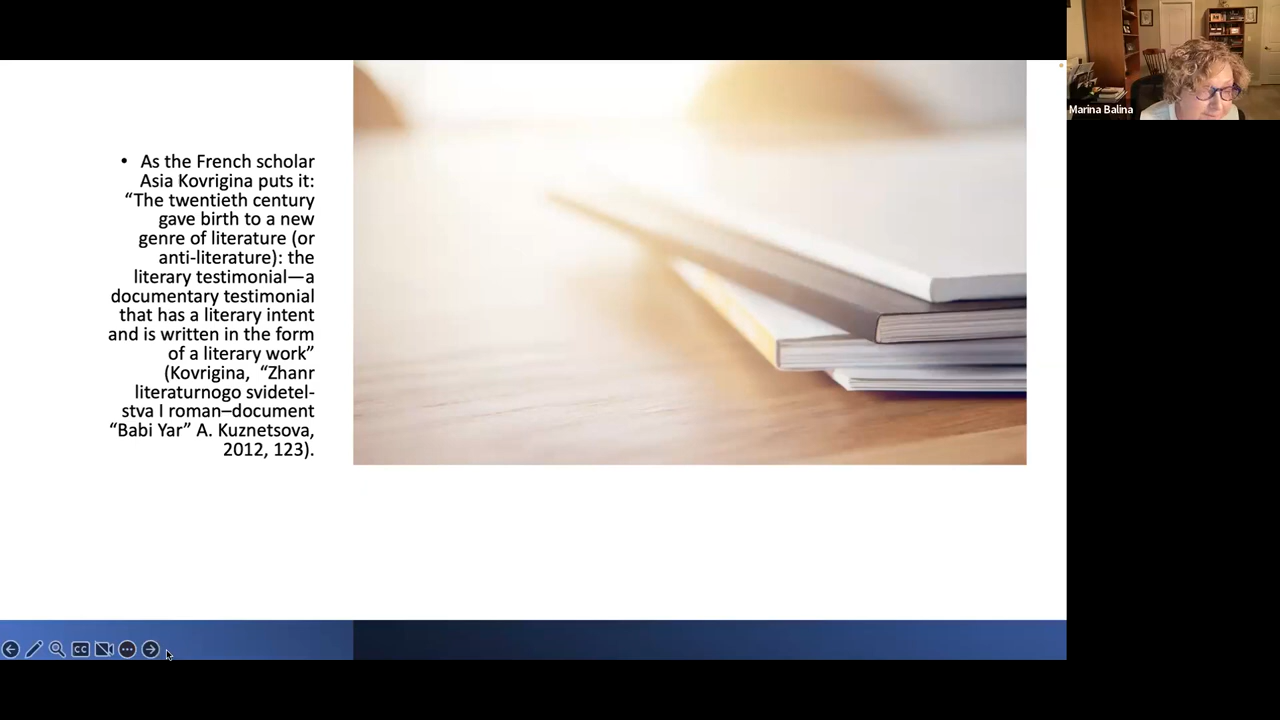 • As the French scholar
Asia Kovrigina puts it:
“The twentieth century
gave birth to a new
genre of literature (or
anti-literature): the
literary testimonial—a
documentary testimonial
that has a literary intent
and is written in the form
of a literary work”
(Kovrigina, “Zhanr
literaturnogo svidetel-
stva I roman–document
“Babi Yar” A. Kuznetsova,
2012, 123).
Marina Balina
CC